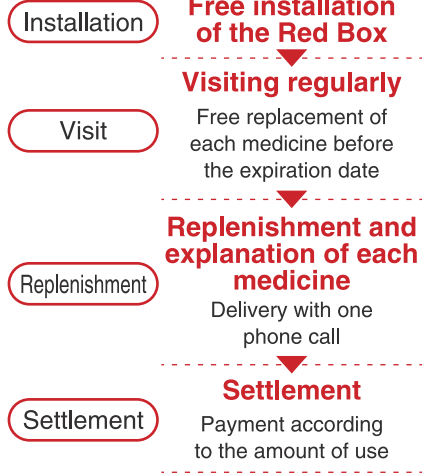 Installation
Free installation
of the Red Box
Visiting regularly
Visit
Free replacement of
each medicine before
the expiration date
Replenishment and
explanation of each
medicine
Replenishment
Delivery with one
phone call
Settlement
Settlement
Payment according
to the amount of use